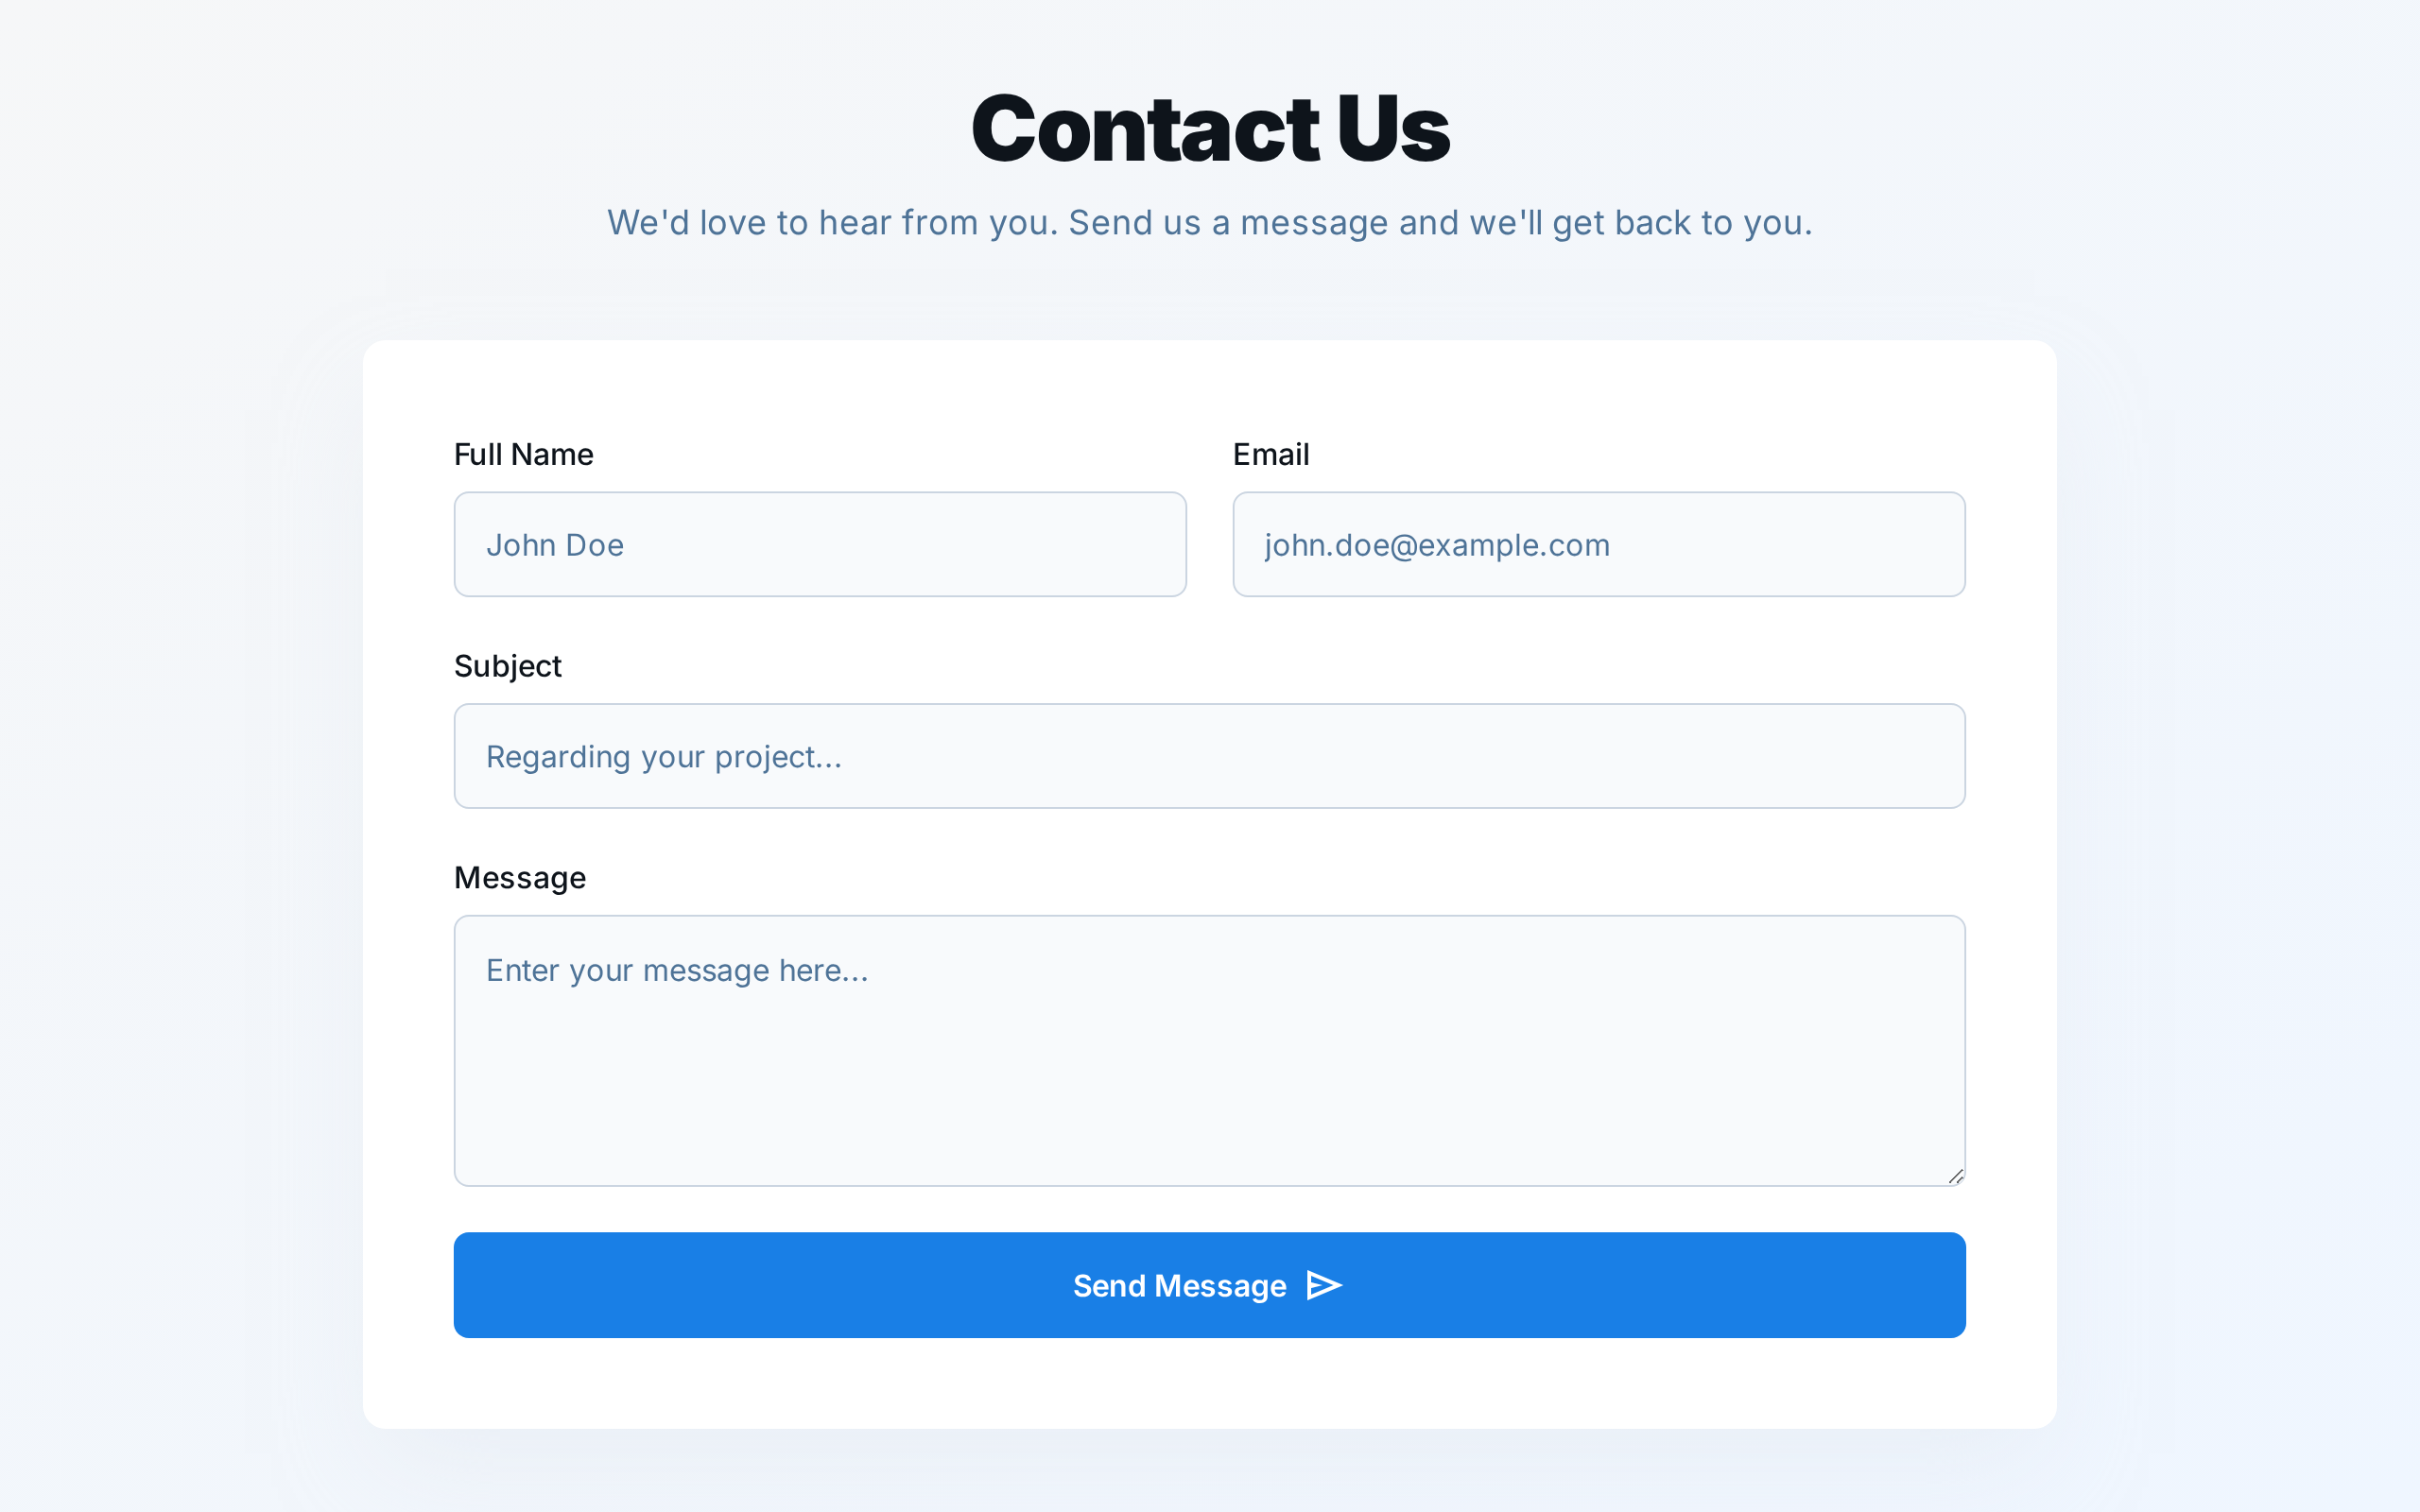 Contact Us
We'd love to hear from you. Send us a message and we'll get back to you.
Full Name
Email
John Doe
john.doe@example.com
Subject
Regarding your project...
Message
Enter your message here...
Send Message